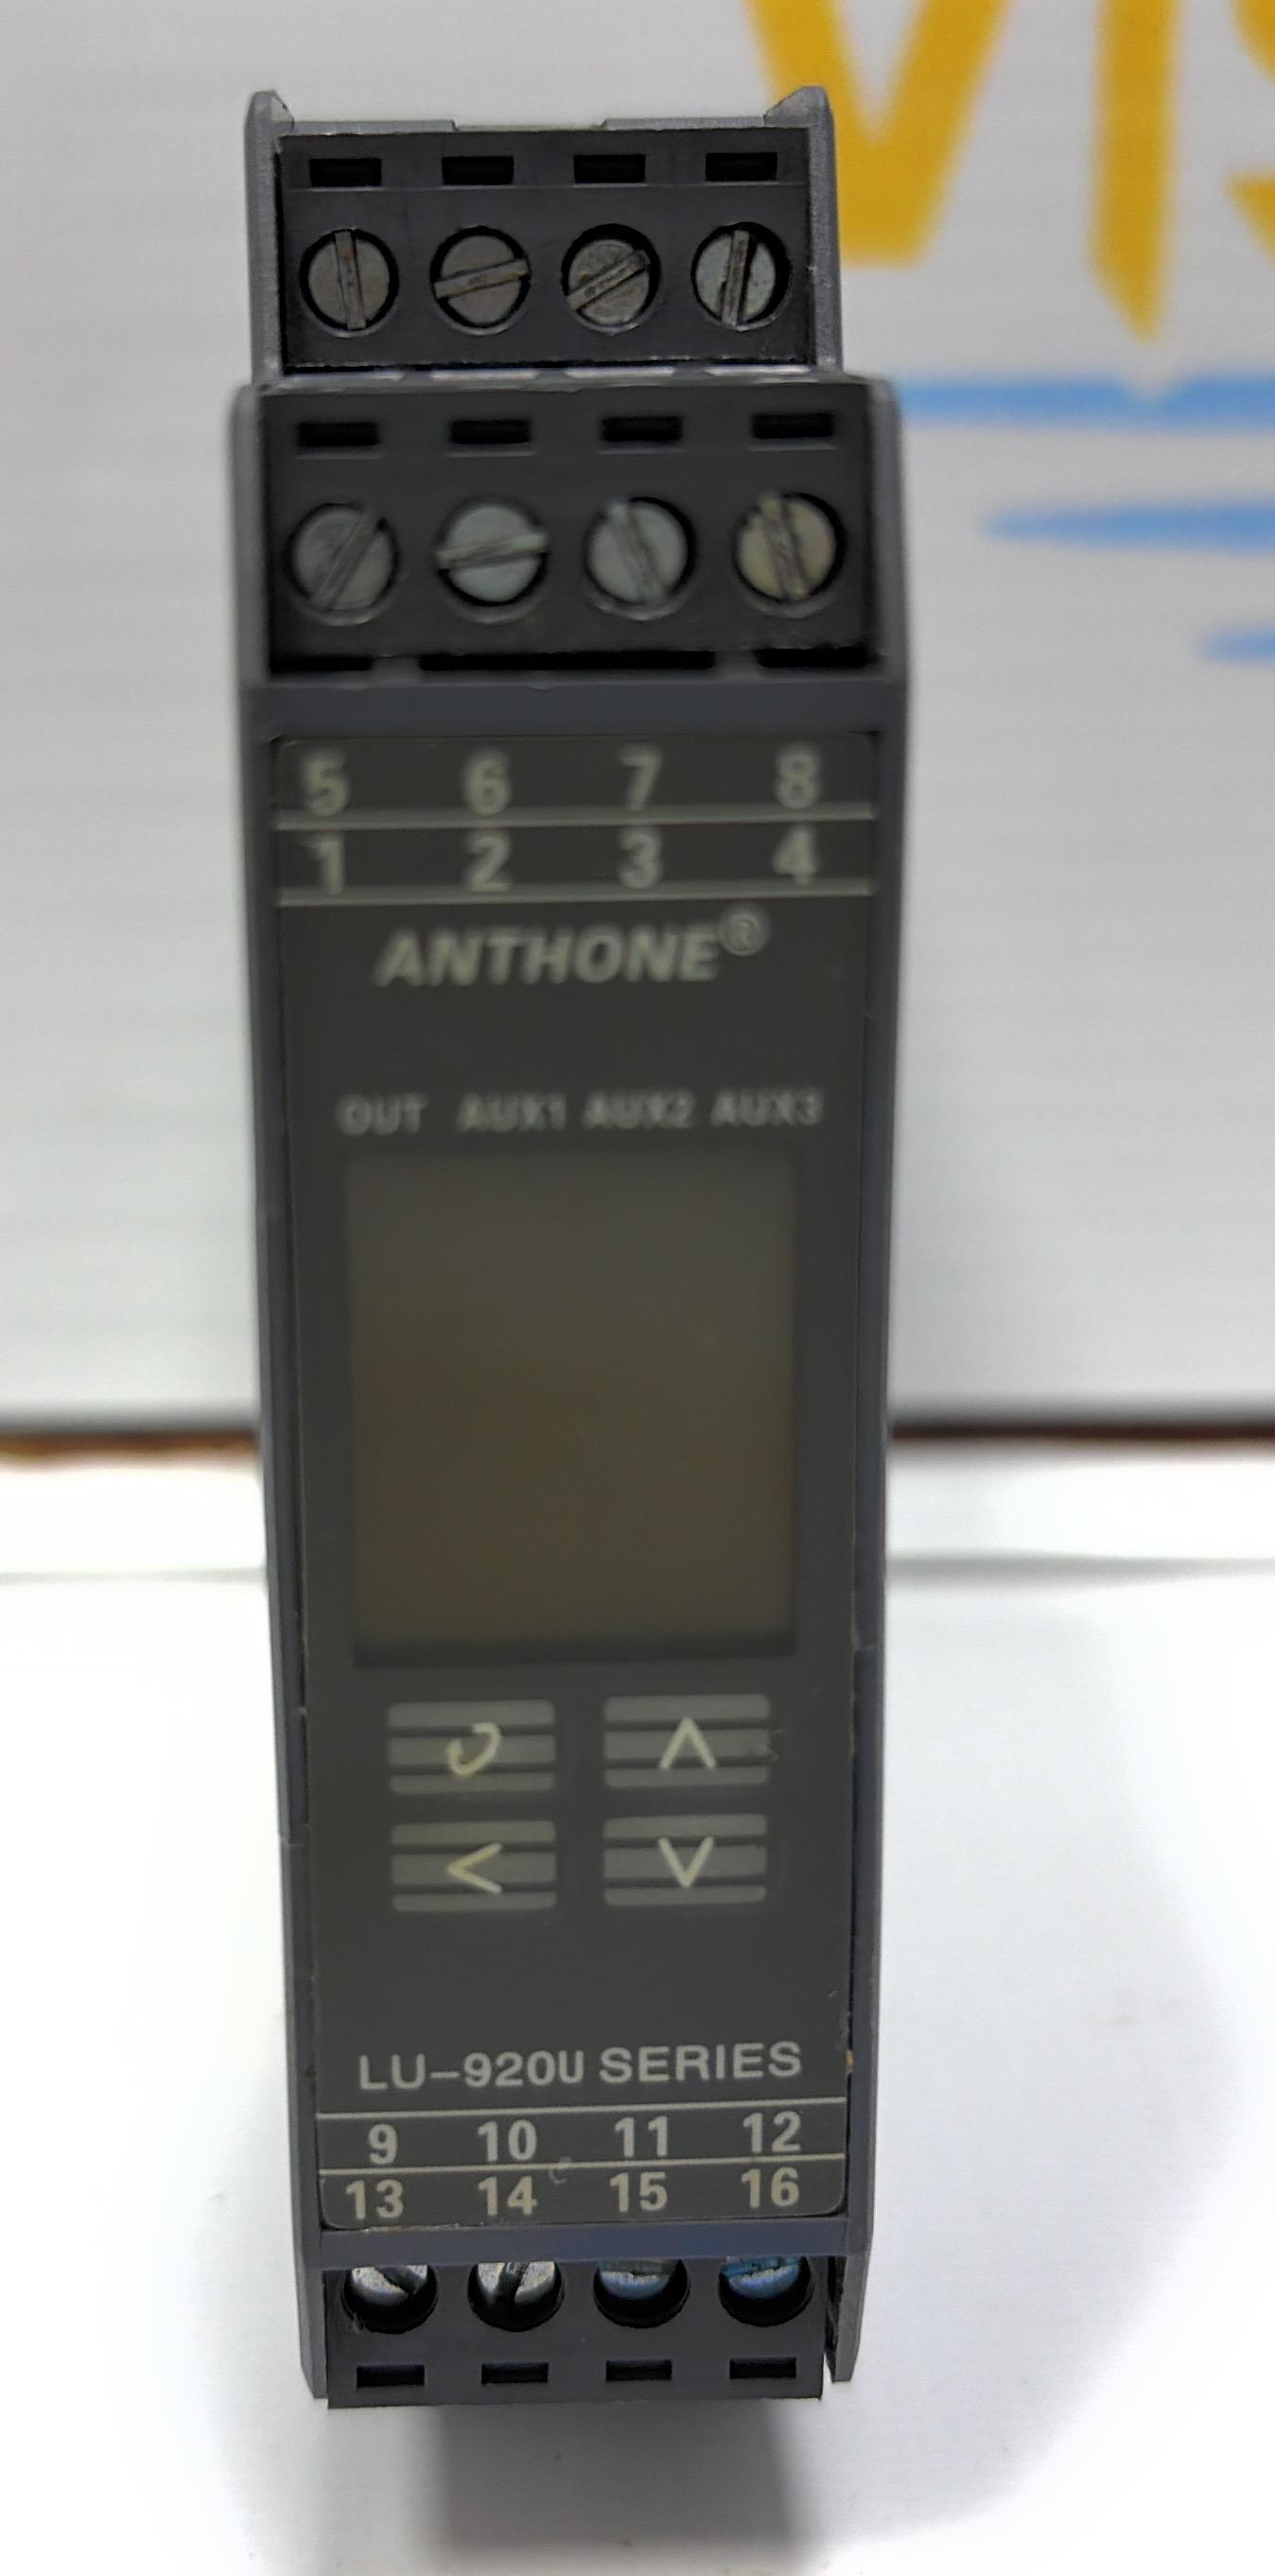 VIS
5 6 7 8
1 2 3 4
ANTHONE®
OUT AUX1 AUX2 AUX3
LU-920U SERIES
9 10 11 12
13 14 15 16